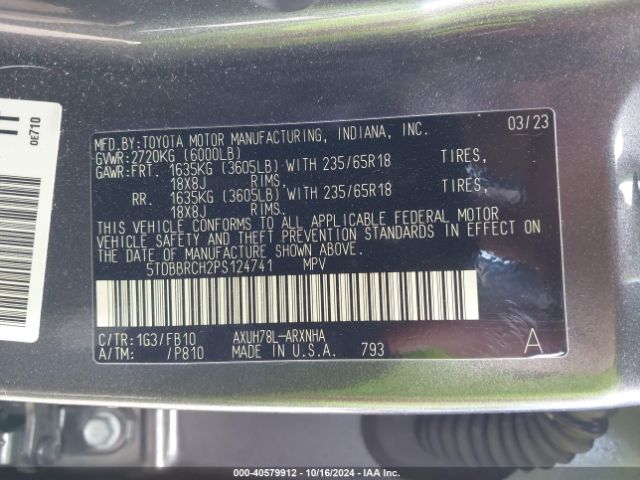 0E710
MFD.BY:TOYOTA MOTOR MANUFACTURING, INDIANA, INC. 03/23
GVWR:2720KG (6000LB)
GAWR:FRT. 1635KG (3605LB) WITH 235/65R18 TIRES,
18X8J RIMS.
RR. 1635KG (3605LB) WITH 235/65R18 TIRES,
18X8J RIMS.
THIS VEHICLE CONFORMS TO ALL APPLICABLE FEDERAL MOTOR
VEHICLE SAFETY AND THEFT PREVENTION STANDARDS IN EFFECT ON
THE DATE OF MANUFACTURE SHOWN ABOVE.
5TDBBRCH2PS124741 MPV
C/TR:1G3/FB10 AXUH78L-ARXNHA A
A/TM: /P810 MADE IN U.S.A. 793
000-40579912 - 10/16/2024 - IAA Inc.